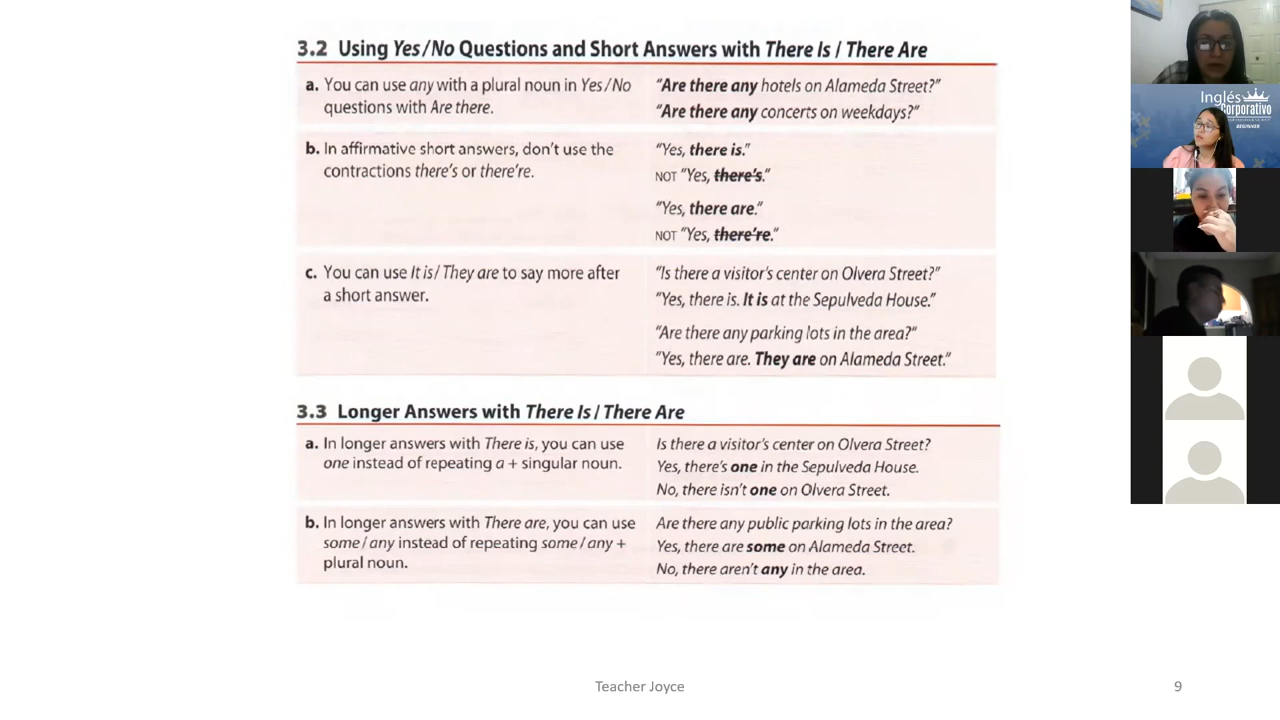 3.2 Using Yes/No Questions and Short Answers with There Is / There Are
a. You can use any with a plural noun in Yes/No
questions with Are there.
"Are there any hotels on Alameda Street?"
"Are there any concerts on weekdays?"
b. In affirmative short answers, don't use the
contractions there's or there're.
"Yes, there is."
NOT "Yes, there's."
"Yes, there are."
NOT "Yes, there're."
c. You can use It is / They are to say more after
a short answer.
"Is there a visitor's center on Olvera Street?"
"Yes, there is. It is at the Sepulveda House."
"Are there any parking lots in the area?"
"Yes, there are. They are on Alameda Street."
3.3 Longer Answers with There Is / There Are
a. In longer answers with There is, you can use
one instead of repeating a + singular noun.
Is there a visitor's center on Olvera Street?
Yes, there's one in the Sepulveda House.
No, there isn't one on Olvera Street.
b. In longer answers with There are, you can use
some / any instead of repeating some / any +
plural noun.
Are there any public parking lots in the area?
Yes, there are some on Alameda Street.
No, there aren't any in the area.
Teacher Joyce
9
Inglés
Corporativo
BEGINNER